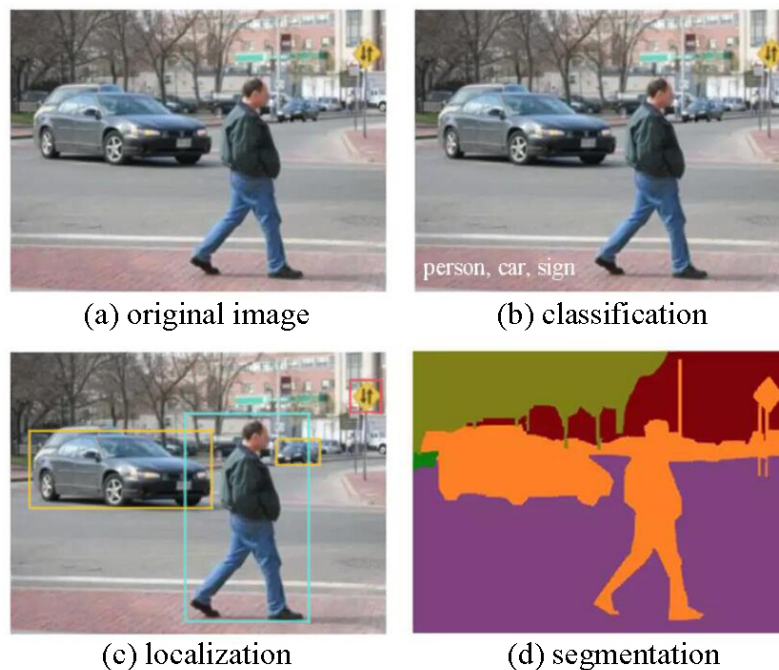 person, car, sign
(a) original image
(b) classification
(c) localization
(d) segmentation